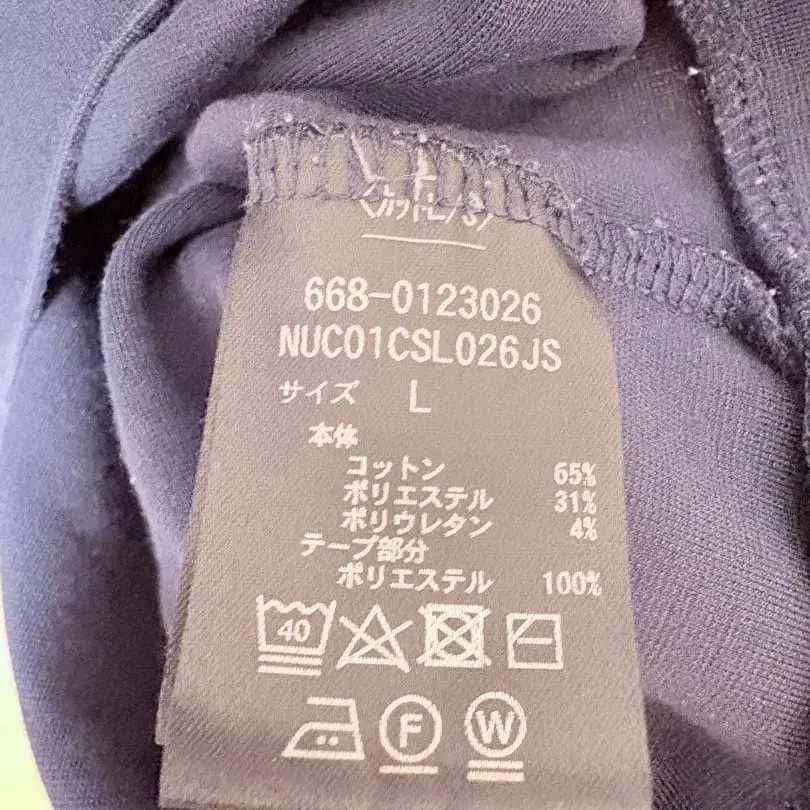 668-0123026
NUC01CSL026JS
サイズ L
本体
コットン 65%
ポリエステル 31%
ポリウレタン 4%
テープ部分
ポリエステル 100%
40
F W